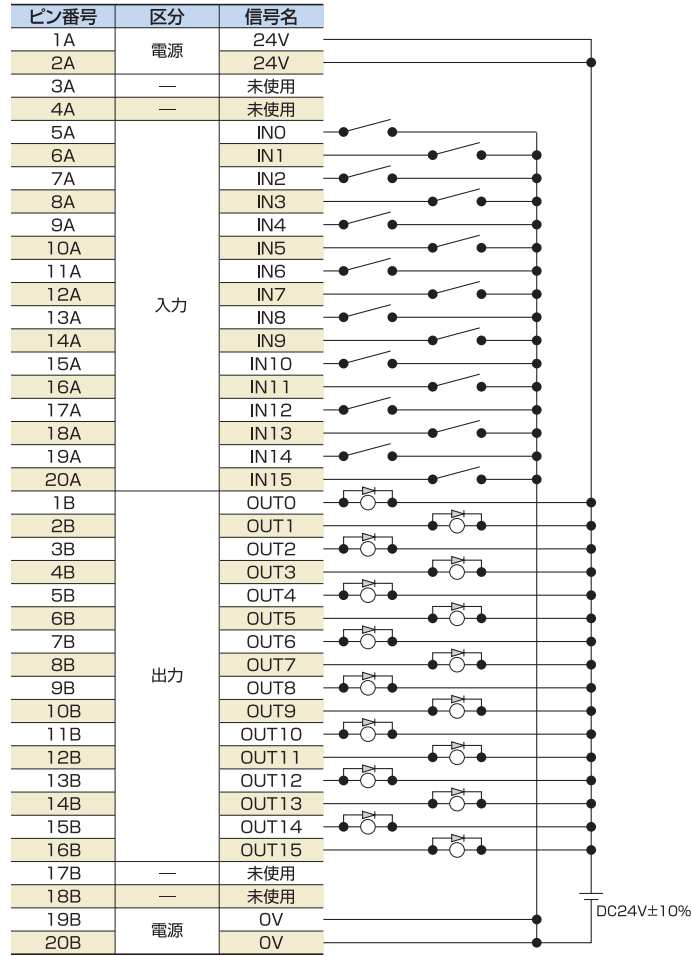 ピン番号 区分 信号名
1A 電源 24V
2A 24V
3A — 未使用
4A — 未使用
5A 入力 IN0
6A IN1
7A IN2
8A IN3
9A IN4
10A IN5
11A IN6
12A IN7
13A IN8
14A IN9
15A IN10
16A IN11
17A IN12
18A IN13
19A IN14
20A IN15
1B 出力 OUT0
2B OUT1
3B OUT2
4B OUT3
5B OUT4
6B OUT5
7B OUT6
8B OUT7
9B OUT8
10B OUT9
11B OUT10
12B OUT11
13B OUT12
14B OUT13
15B OUT14
16B OUT15
17B — 未使用
18B — 未使用
19B 電源 0V
20B 0V
DC24V±10%